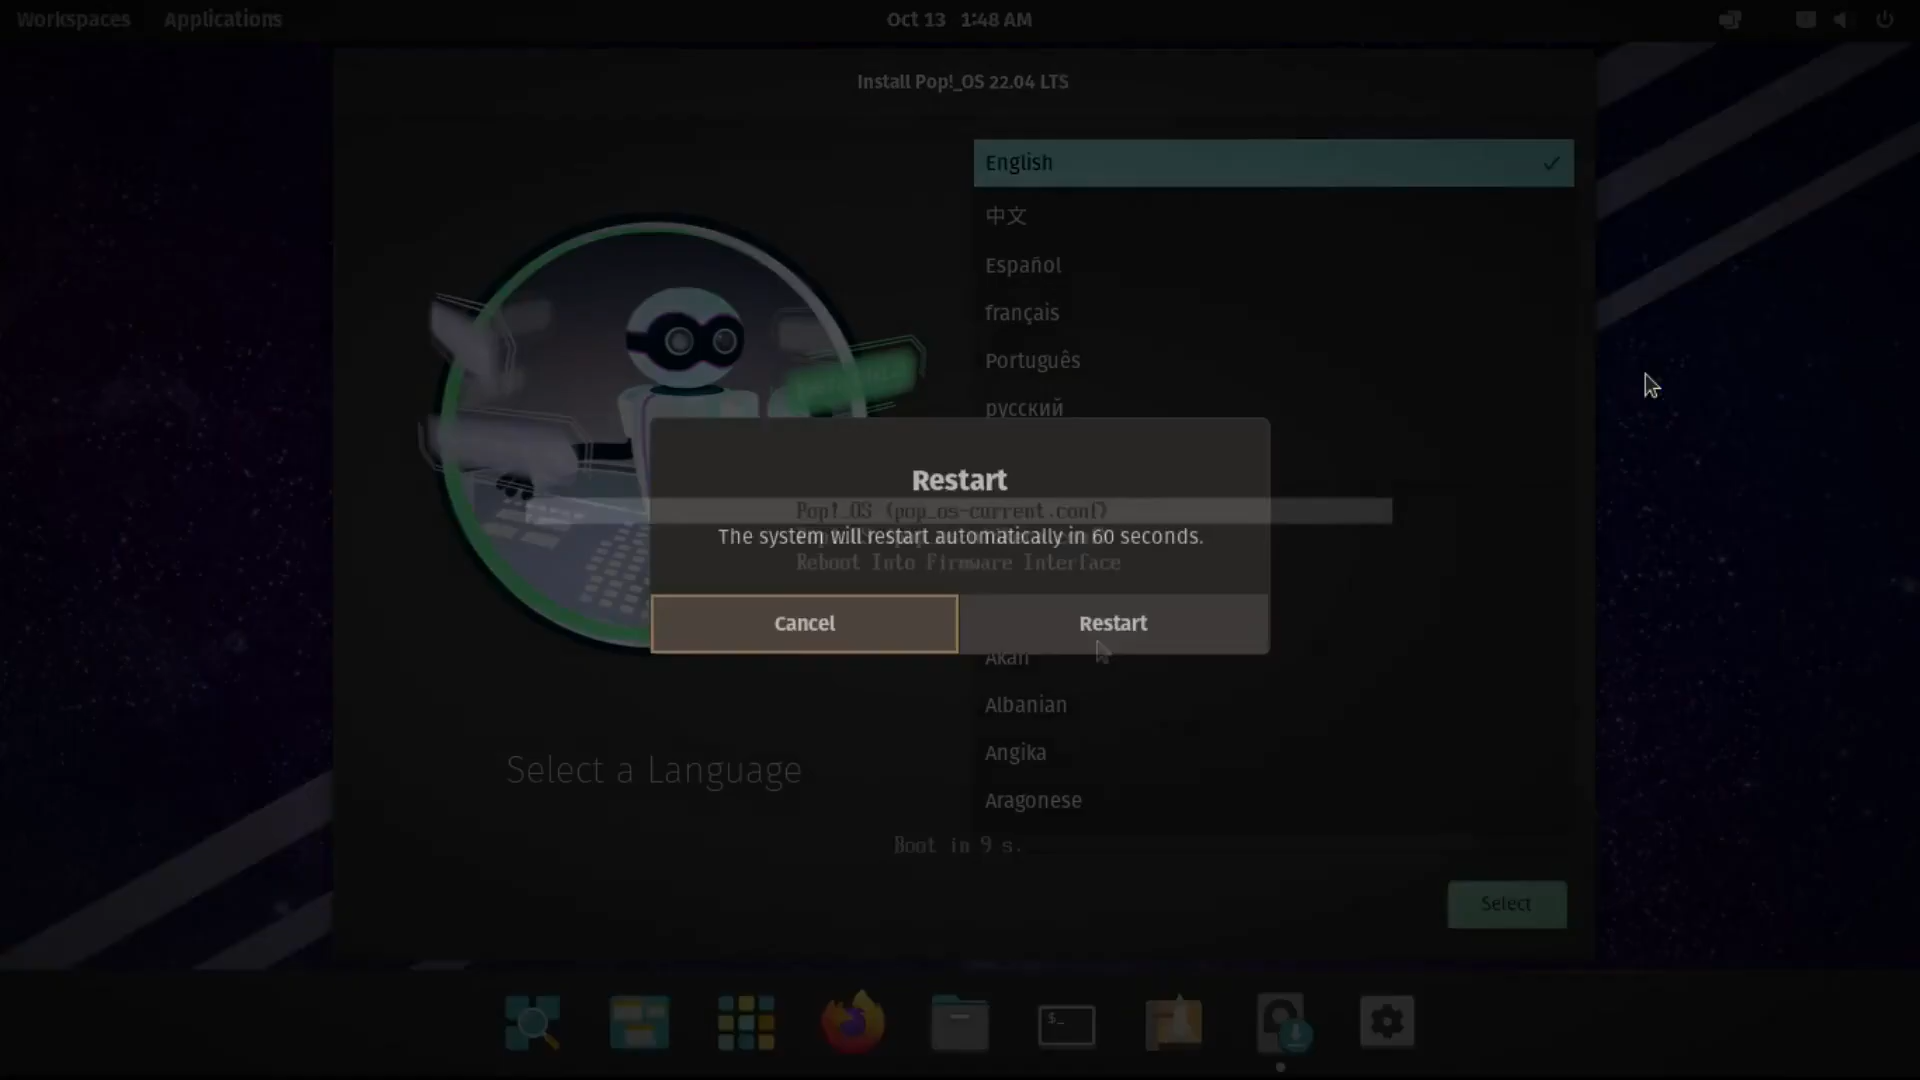 Workspaces Applications Oct 13 1:48 AM
Install Pop!_OS 22.04 LTS
English
中文
Español
français
Português
русский
Restart
Pop!_OS (pop_os-current.conf)
The system will restart automatically in 60 seconds.
Reboot Into Firmware Interface
Cancel Restart
Akan
Albanian
Select a Language
Angika
Aragonese
Boot in 9 s.
Select
$_